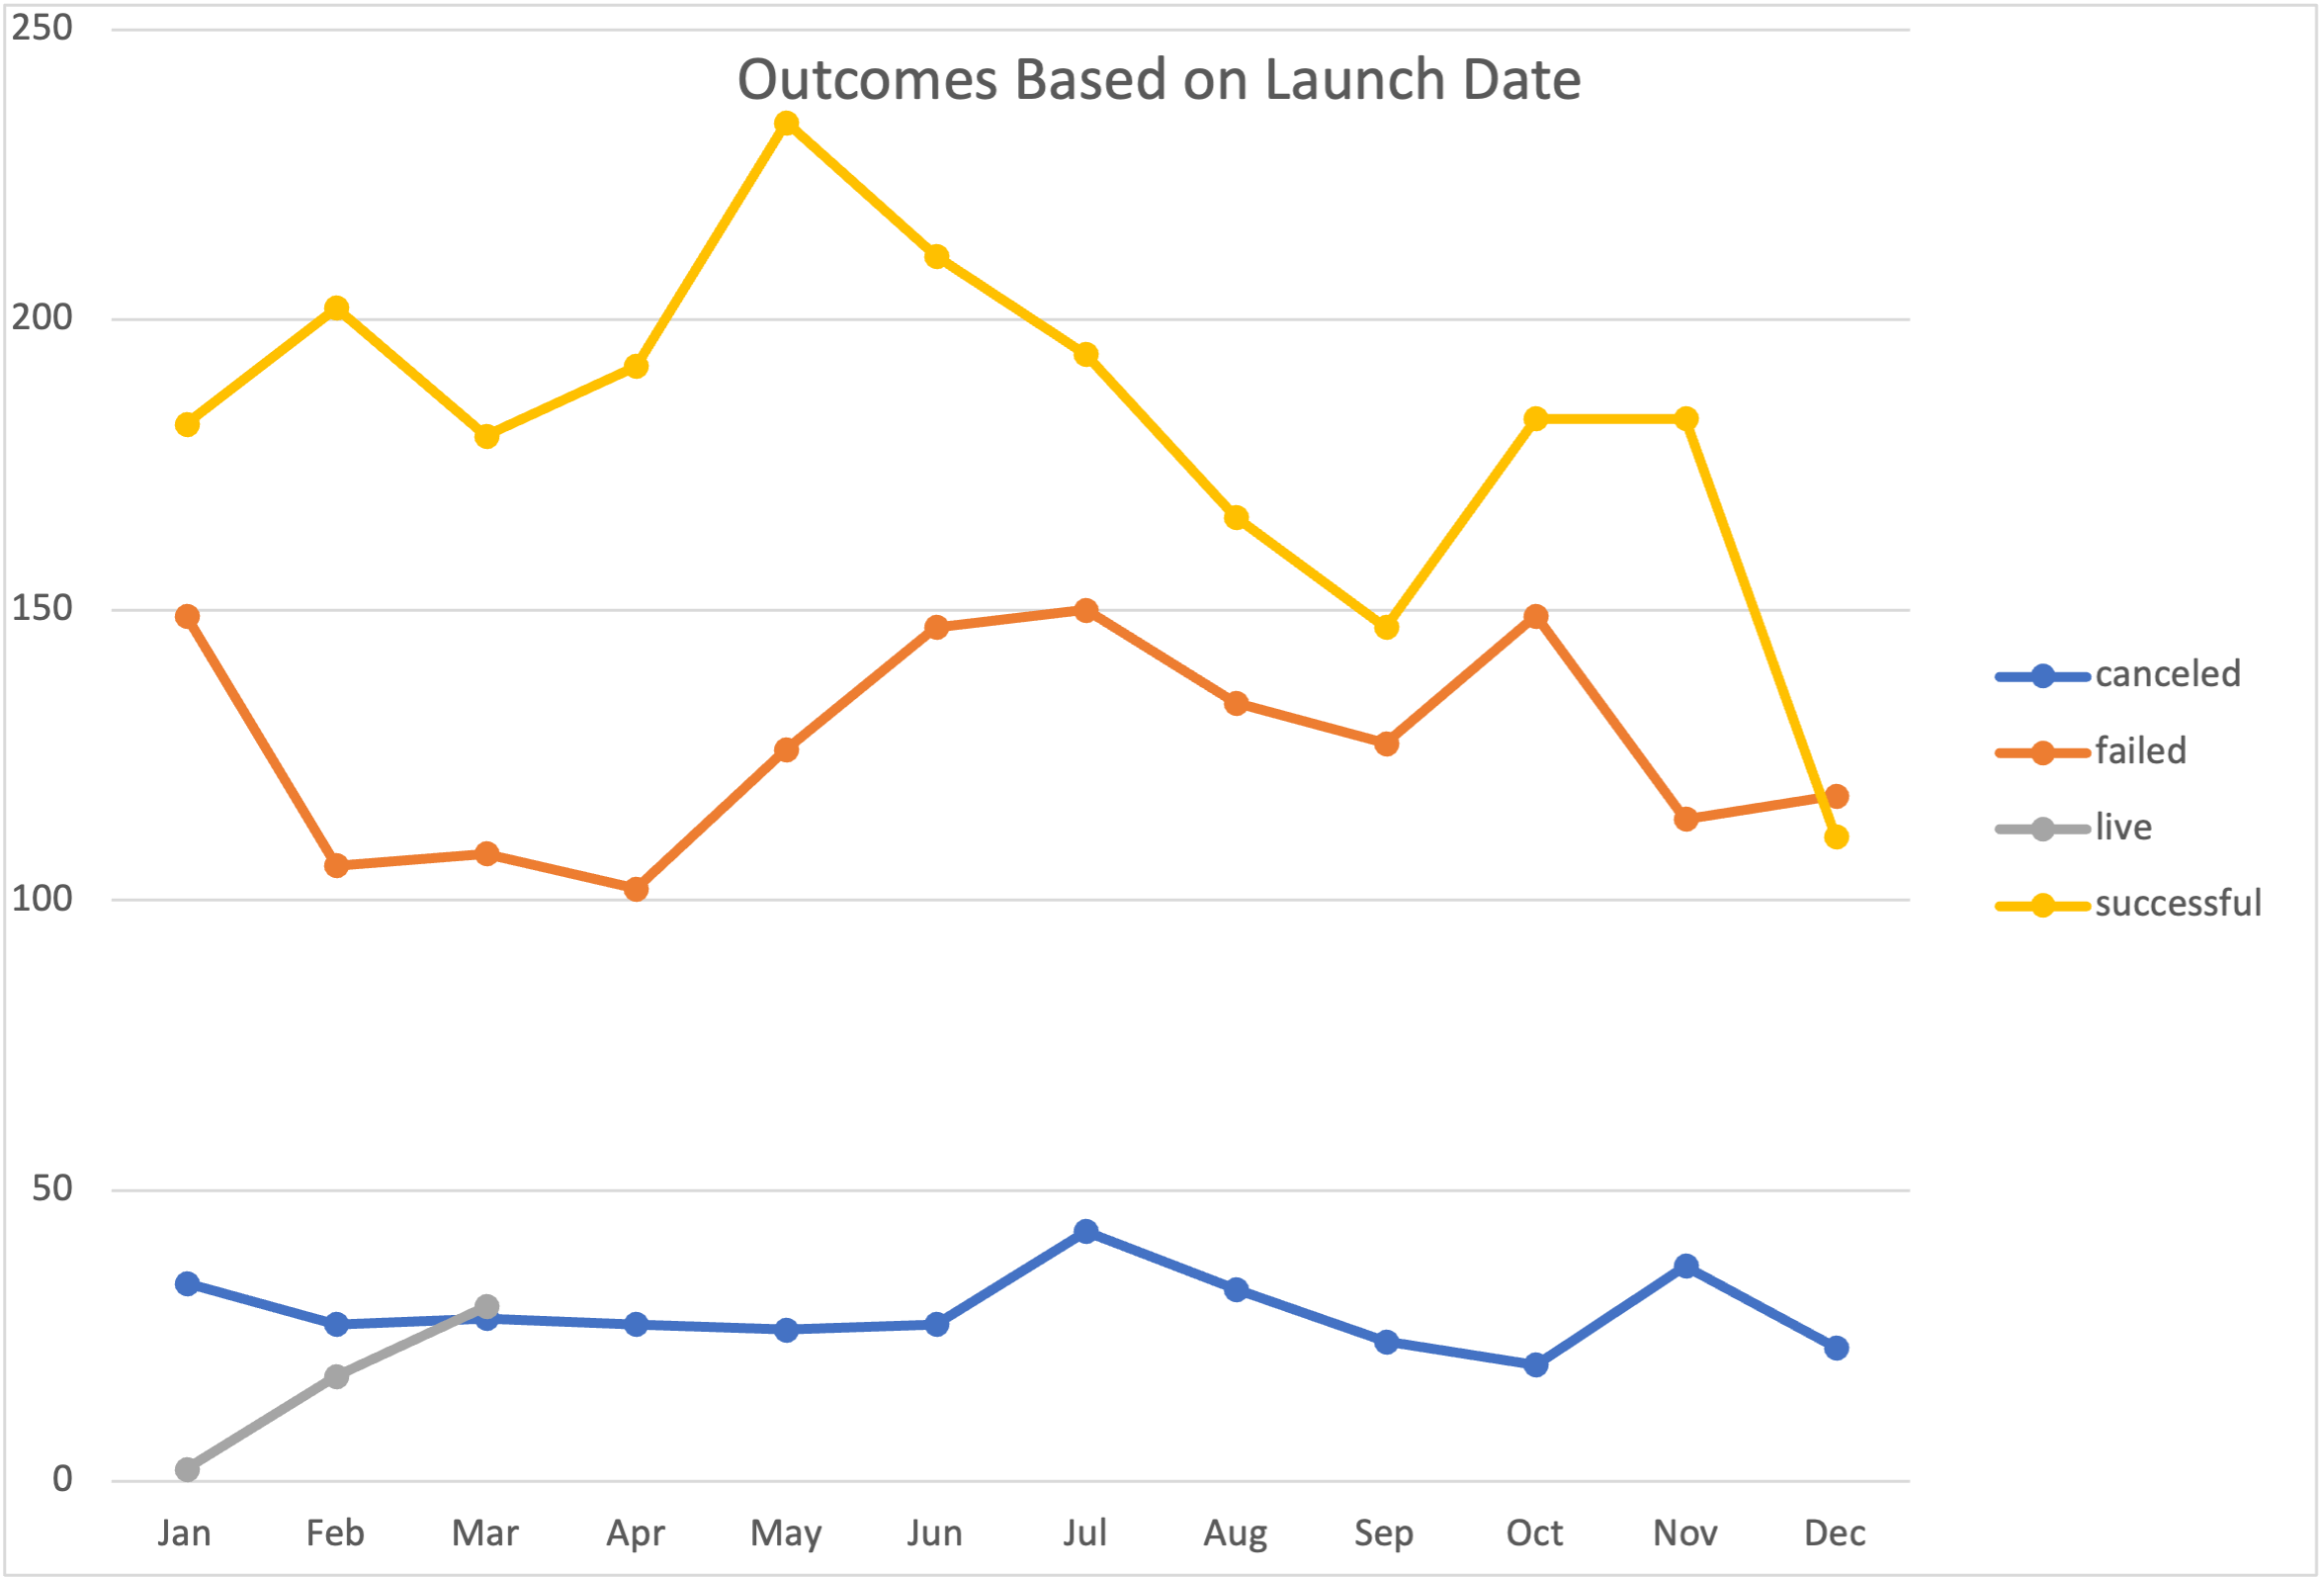 Outcomes Based on Launch Date
250
200
150
100
50
0
Jan Feb Mar Apr May Jun Jul Aug Sep Oct Nov Dec
canceled
failed
live
successful